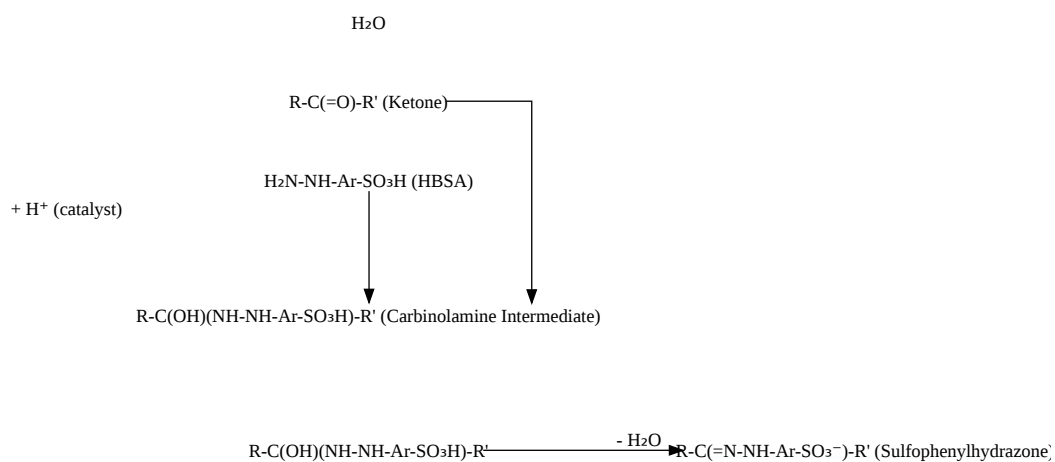 H₂O
R-C(=O)-R' (Ketone)
H₂N-NH-Ar-SO₃H (HBSA)
+ H⁺ (catalyst)
R-C(OH)(NH-NH-Ar-SO₃H)-R' (Carbinolamine Intermediate)
- H₂O
R-C(OH)(NH-NH-Ar-SO₃H)-R'
R-C(=N-NH-Ar-SO₃⁻)-R' (Sulfophenylhydrazone)